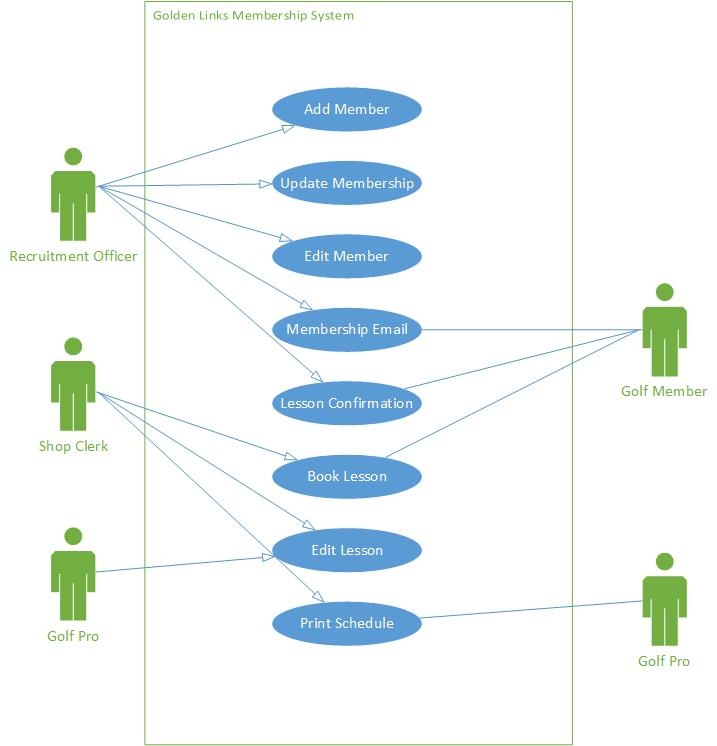 Golden Links Membership System
Add Member
Update Membership
Recruitment Officer
Edit Member
Membership Email
Golf Member
Lesson Confirmation
Shop Clerk
Book Lesson
Edit Lesson
Print Schedule
Golf Pro
Golf Pro